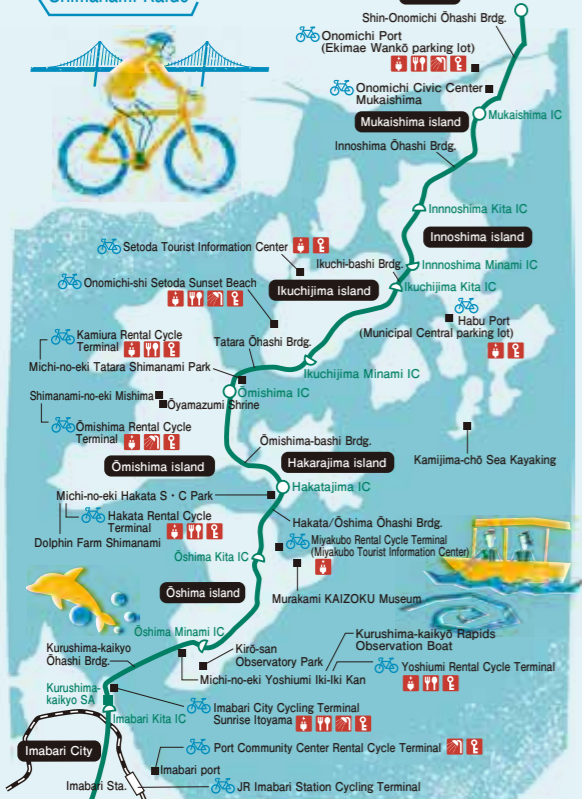 Shimanami Kaido
Shin-Onomichi Ōhashi Brdg.
Onomichi Port
(Ekimae Wankō parking lot)
Onomichi Civic Center
Mukaishima
Mukaishima island
Mukaishima IC
Innoshima Ōhashi Brdg.
Innnoshima Kita IC
Innoshima island
Setoda Tourist Information Center
Ikuchi-bashi Brdg.
Innnoshima Minami IC
Onomichi-shi Setoda Sunset Beach
Ikuchijima island
Ikuchijima Kita IC
Habu Port
(Municipal Central parking lot)
Kamiura Rental Cycle
Terminal
Tatara Ōhashi Brdg.
Michi-no-eki Tatara Shimanami Park
Ikuchijima Minami IC
Shimanami-no-eki Mishima
Ōmishima IC
Ōyamazumi Shrine
Ōmishima Rental Cycle
Terminal
Ōmishima-bashi Brdg.
Kamijima-chō Sea Kayaking
Ōmishima island
Hakarajima island
Hakatajima IC
Michi-no-eki Hakata S・C Park
Hakata Rental Cycle
Terminal
Hakata/Ōshima Ōhashi Brdg.
Dolphin Farm Shimanami
Miyakubo Rental Cycle Terminal
(Miyakubo Tourist Information Center)
Ōshima Kita IC
Ōshima island
Murakami KAIZOKU Museum
Ōshima Minami IC
Kurushima-kaikyo
Ōhashi Brdg.
Kirō-san
Observatory Park
Kurushima-kaikyō Rapids
Observation Boat
Michi-no-eki Yoshiumi Iki-Iki Kan
Yoshiumi Rental Cycle Terminal
Kurushima-
kaikyo SA
Imabari Kita IC
Imabari City Cycling Terminal
Sunrise Itoyama
Imabari City
Port Community Center Rental Cycle Terminal
Imabari port
Imabari Sta.
JR Imabari Station Cycling Terminal